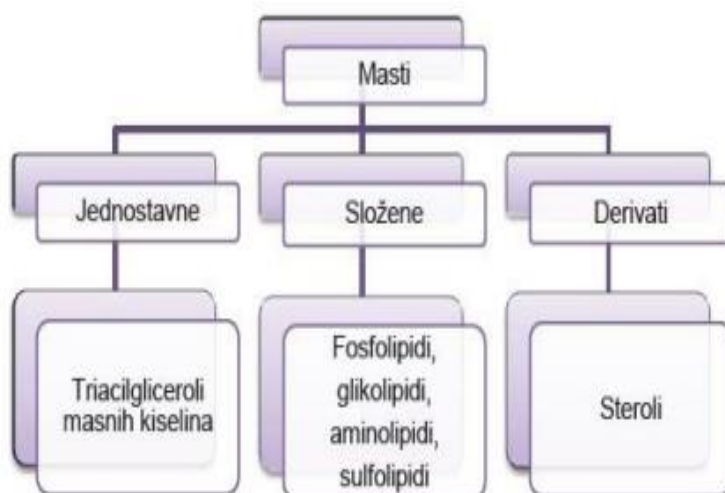 Masti
Jednostavne
Složene
Derivati
Triacilgliceroli
masnih kiselina
Fosfolipidi,
glikolipidi,
aminolipidi,
sulfolipidi
Steroli